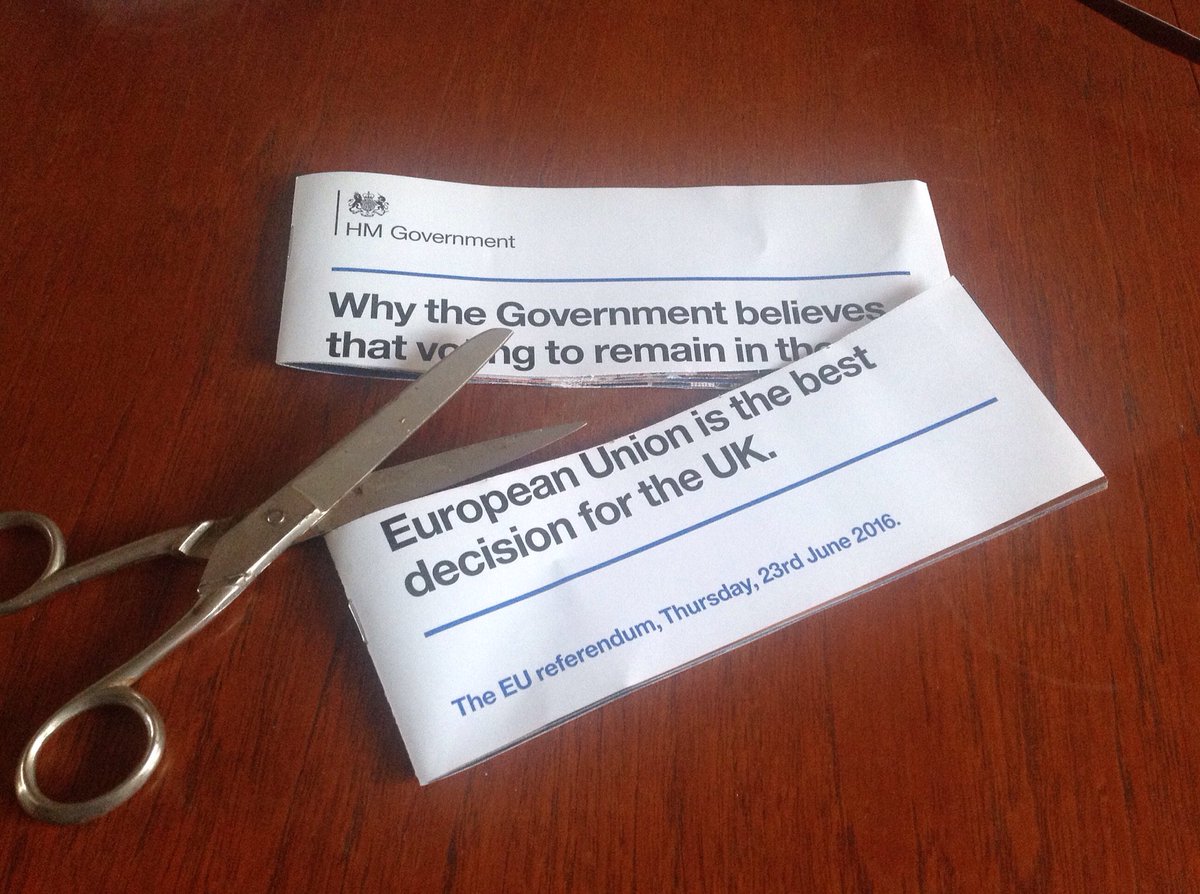 HM Government
Why the Government believes
that voting to remain in the
European Union is the best
decision for the UK.
The EU referendum, Thursday, 23rd June 2016.